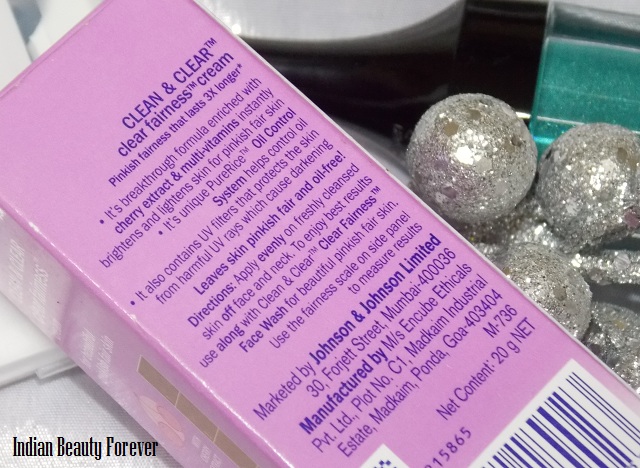 CLEAN & CLEAR™
clear fairness™ cream
Pinkish fairness that lasts 3X longer*
• It's breakthrough formula enriched with
cherry extract & multi-vitamins instantly
brightens and lightens skin for pinkish fair skin
• It's unique PureRice™ Oil Control
System helps control oil
• It also contains UV filters that protects the skin
from harmful UV rays which cause darkening
Leaves skin pinkish fair and oil-free!
Directions: Apply evenly on freshly cleansed
skin off face and neck. To enjoy best results
use along with Clean & Clear™ Clear Fairness™
Face Wash for beautiful pinkish fair skin.
Use the fairness scale on side panel
to measure results
Marketed by Johnson & Johnson Limited
30, Forjett Street, Mumbai-400036
Manufactured by M/s Encube Ethicals
Pvt. Ltd., Plot No. C1, Madkaim Industrial
Estate, Madkaim, Ponda, Goa-403404
M-736
Net Content: 20 g NET
315865
Indian Beauty Forever